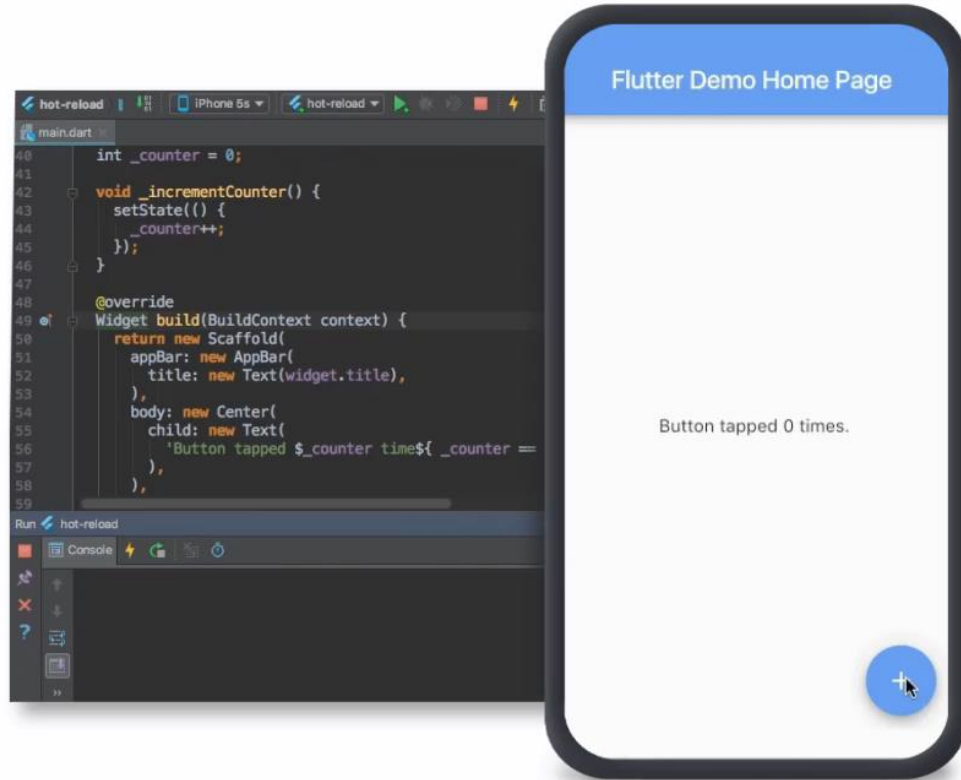 hot-reload iPhone 5s hot-reload
main.dart
40 int _counter = 0;
41
42 void _incrementCounter() {
43 setState(() {
44 _counter++;
45 });
46 }
47
48 @override
49 Widget build(BuildContext context) {
50 return new Scaffold(
51 appBar: new AppBar(
52 title: new Text(widget.title),
53 ),
54 body: new Center(
55 child: new Text(
56 'Button tapped $_counter time${ _counter ==
57 ),
58 ),
59
Run hot-reload
Console
Flutter Demo Home Page
Button tapped 0 times.
+